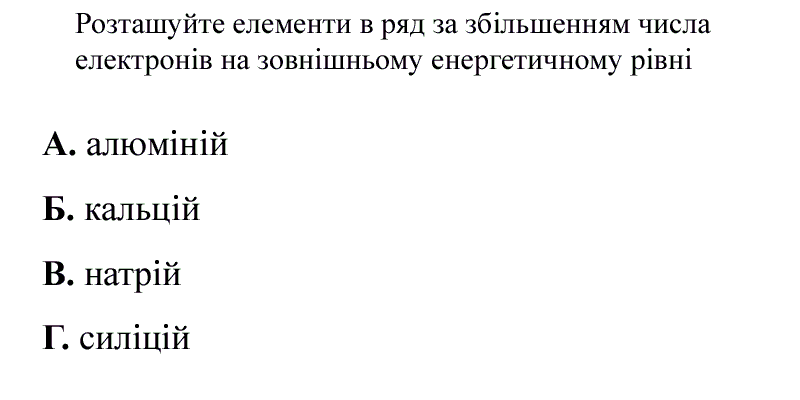 Розташуйте елементи в ряд за збільшенням числа
електронів на зовнішньому енергетичному рівні
А. алюміній
Б. кальцій
В. натрій
Г. силіцій